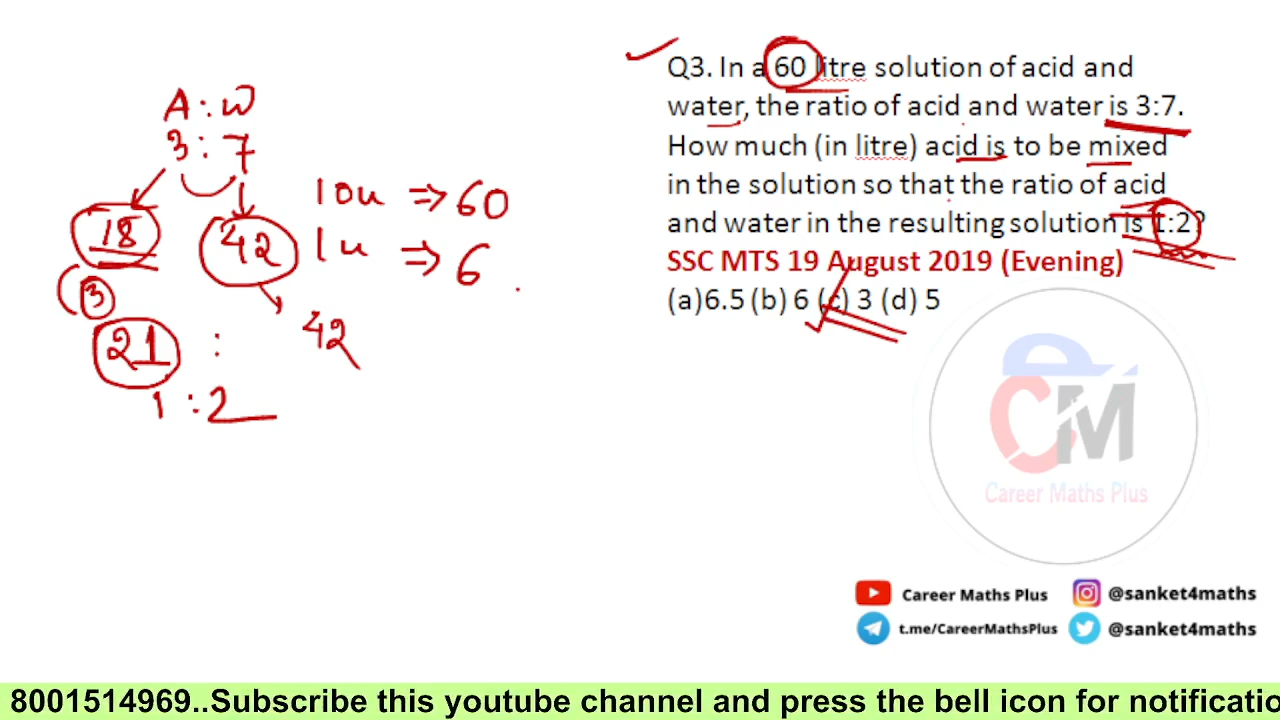 A : W
3 : 7
10u ⇒ 60
18 42 1u ⇒ 6
3
21 : 42
1 : 2
Q3. In a 60 litre solution of acid and
water, the ratio of acid and water is 3:7.
How much (in litre) acid is to be mixed
in the solution so that the ratio of acid
and water in the resulting solution is 1:2?
SSC MTS 19 August 2019 (Evening)
(a)6.5 (b) 6 (c) 3 (d) 5
CM
Career Maths Plus
Career Maths Plus @sanket4maths
t.me/CareerMathsPlus @sanket4maths
8001514969..Subscribe this youtube channel and press the bell icon for notificatio